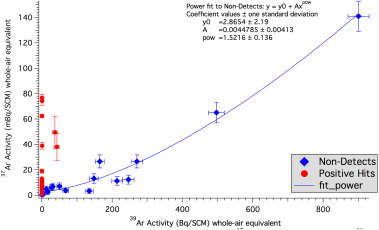 Power fit to Non-Detects: y = y0 + Ax^pow
Coefficient values ± one standard deviation
y0 = 2.8654 ± 2.19
A = 0.0044785 ± 0.00413
pow = 1.5216 ± 0.136
140
120
100
80
60
40
20
0
37Ar Activity (mBq/SCM) whole-air equivalent
Non-Detects
Positive Hits
fit_power
0
200
400
600
800
39Ar Activity (Bq/SCM) whole-air equivalent